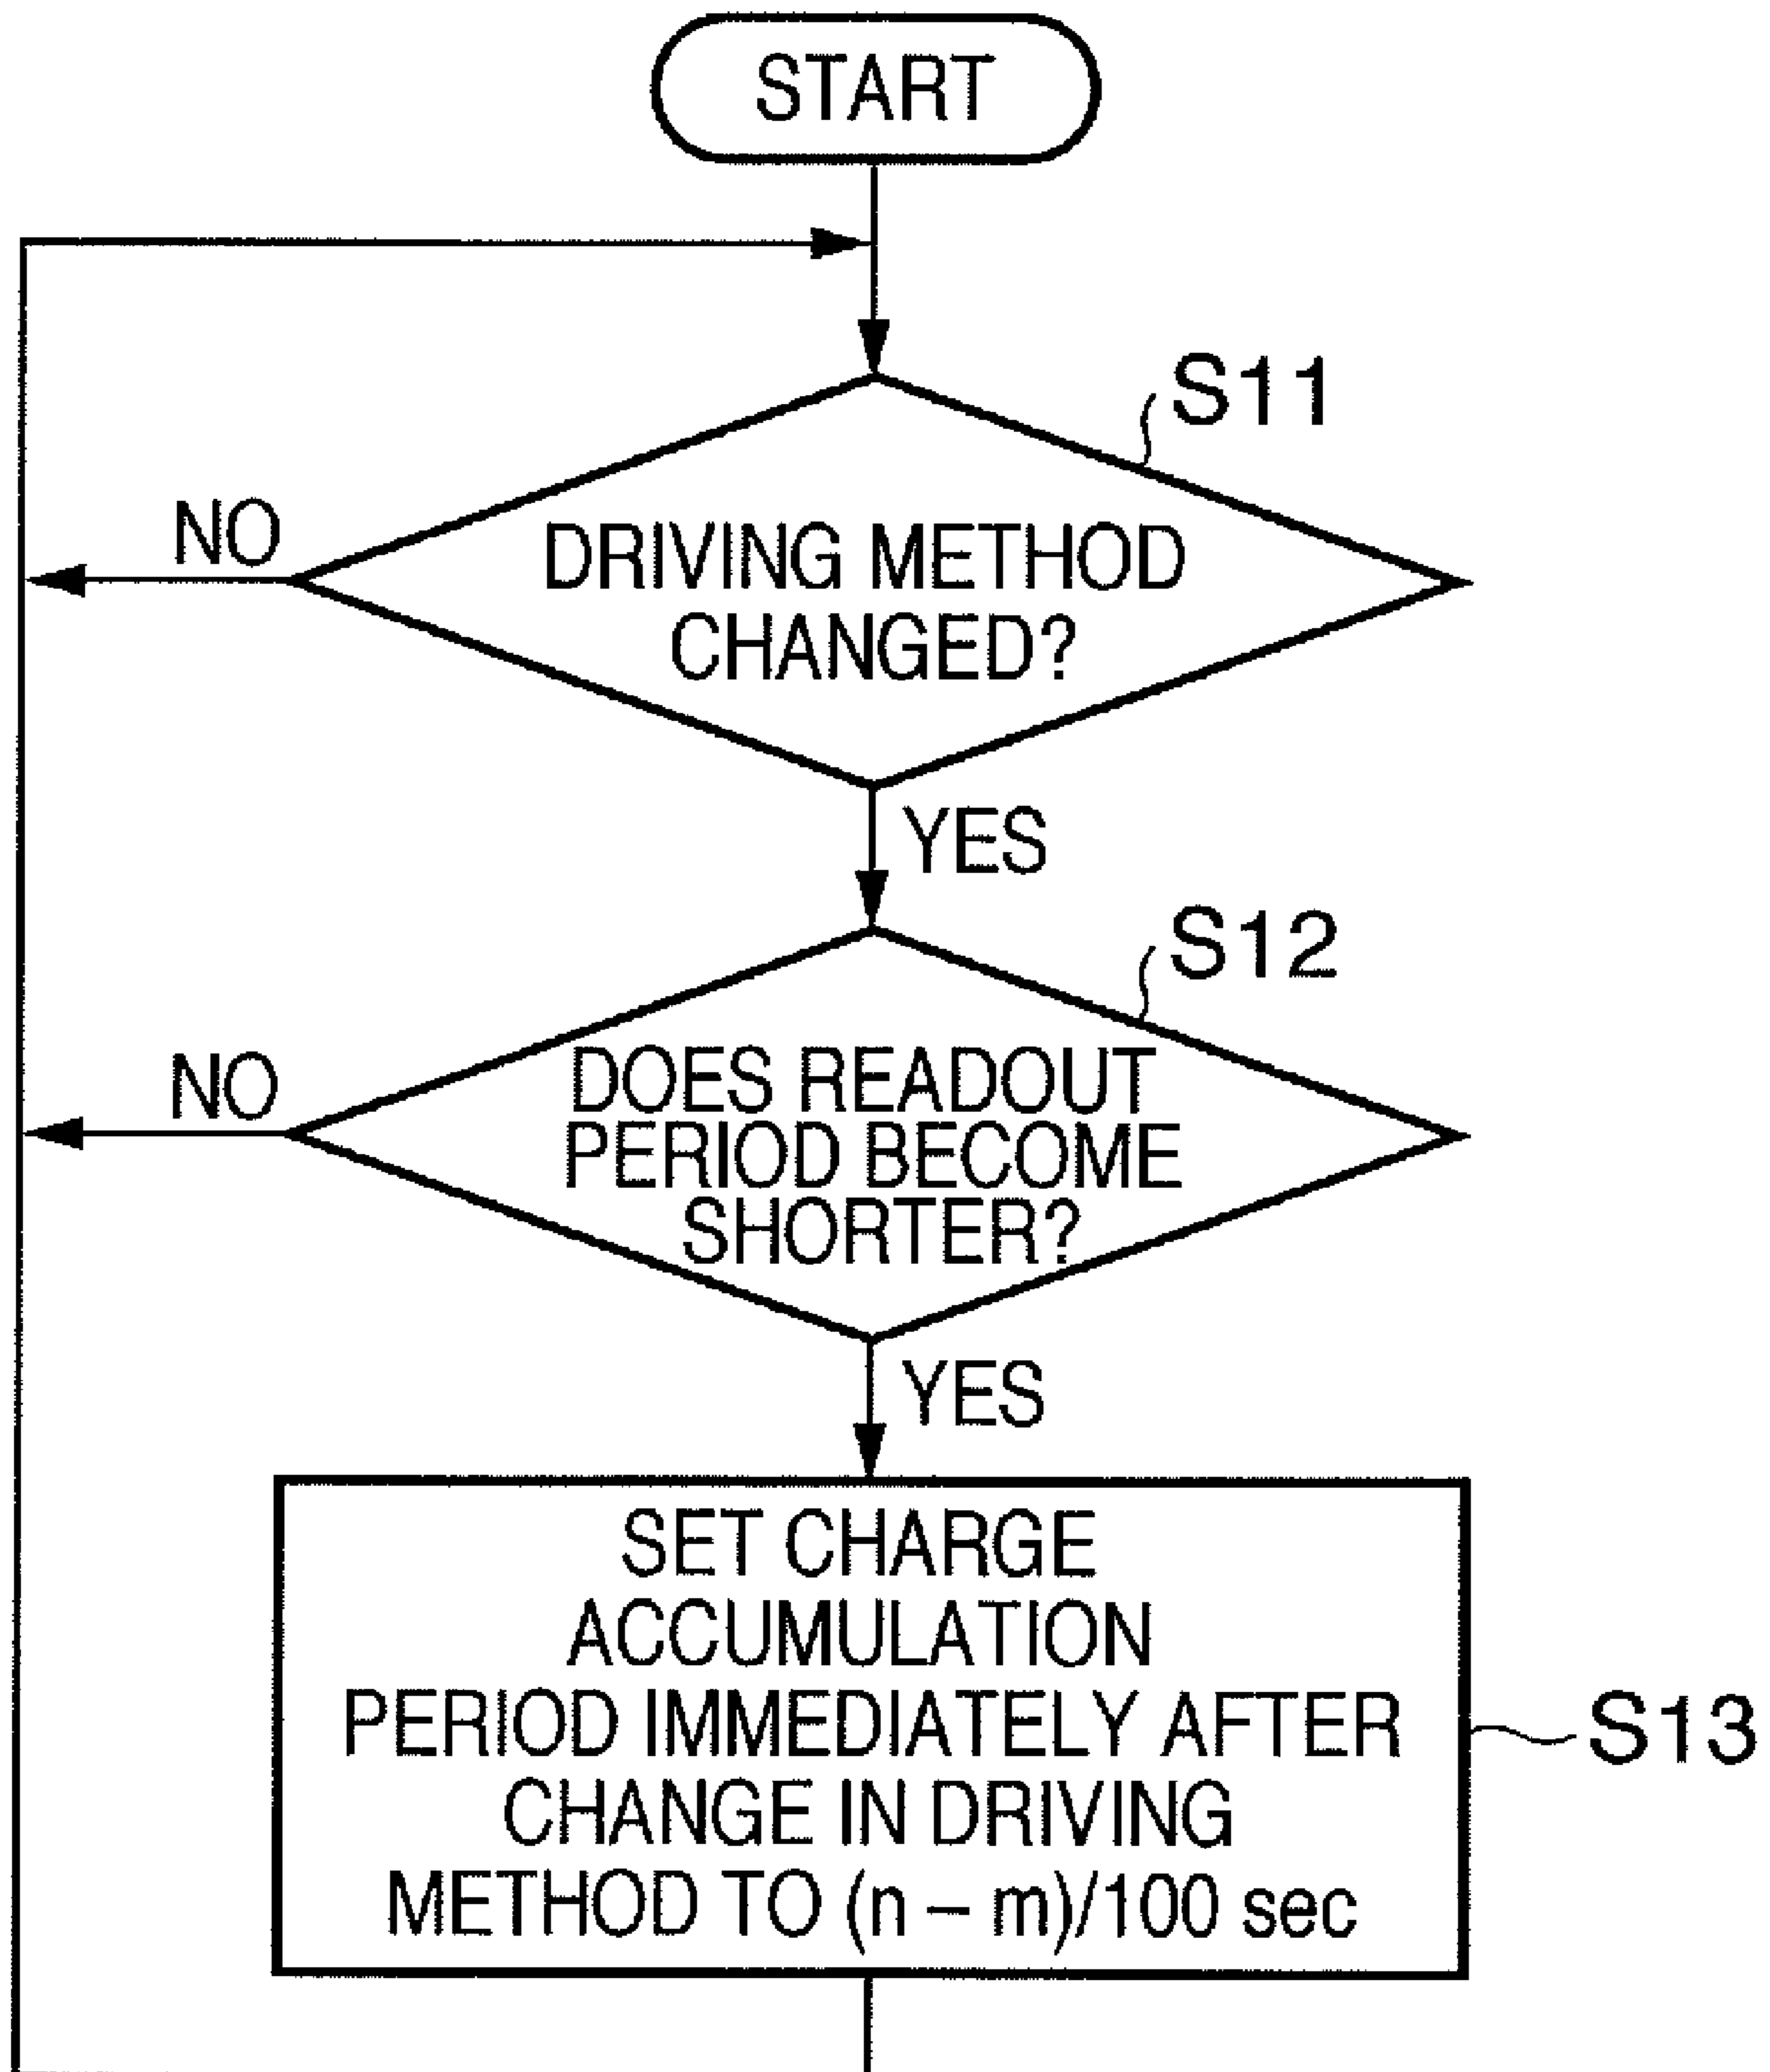 START
S11
NO
DRIVING METHOD
CHANGED?
YES
S12
NO
DOES READOUT
PERIOD BECOME
SHORTER?
YES
SET CHARGE
ACCUMULATION
PERIOD IMMEDIATELY AFTER
CHANGE IN DRIVING
METHOD TO (n – m)/100 sec
S13